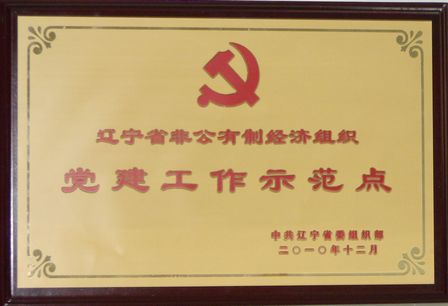 辽宁省非公有制经济组织
党建工作示范点
中共辽宁省委组织部
二〇一〇年十二月